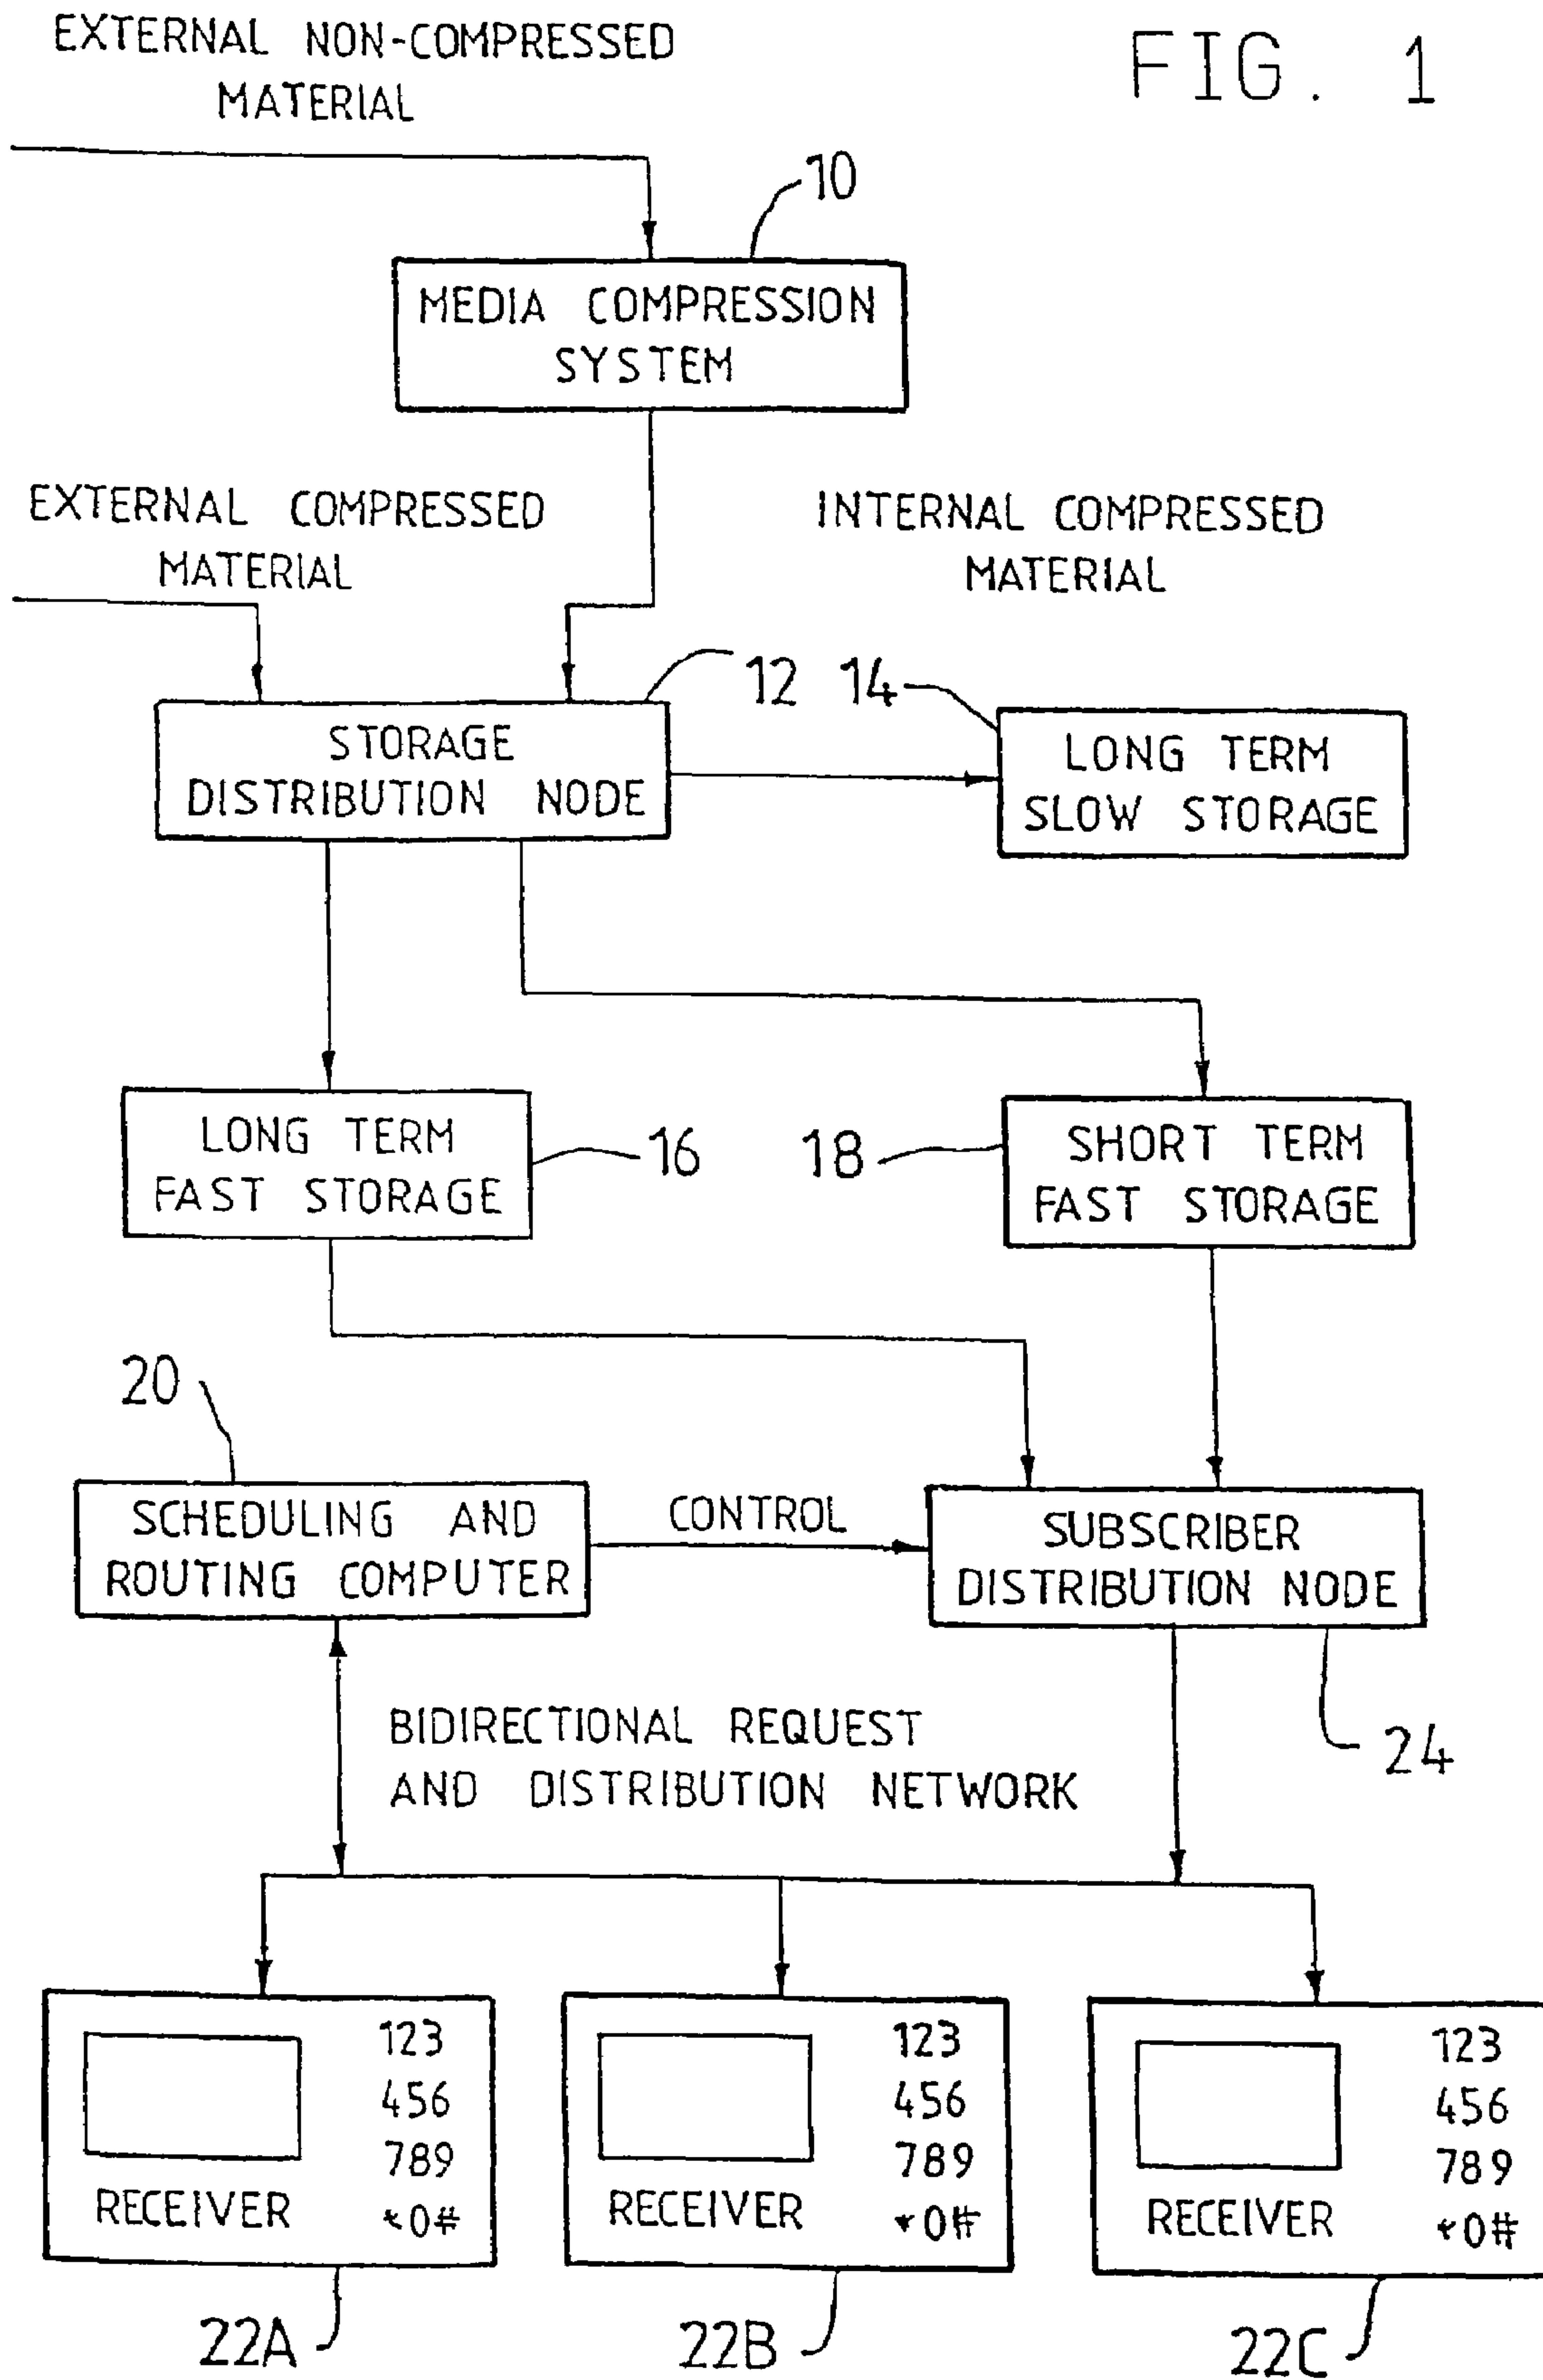 EXTERNAL NON-COMPRESSED
MATERIAL
FIG. 1
10
MEDIA COMPRESSION
SYSTEM
EXTERNAL COMPRESSED
MATERIAL
INTERNAL COMPRESSED
MATERIAL
12
14
STORAGE
DISTRIBUTION NODE
LONG TERM
SLOW STORAGE
LONG TERM
FAST STORAGE
16
18
SHORT TERM
FAST STORAGE
20
SCHEDULING AND
ROUTING COMPUTER
CONTROL
SUBSCRIBER
DISTRIBUTION NODE
24
BIDIRECTIONAL REQUEST
AND DISTRIBUTION NETWORK
123
456
789
*0#
RECEIVER
22A
123
456
789
*0#
RECEIVER
22B
123
456
789
*0#
RECEIVER
22C